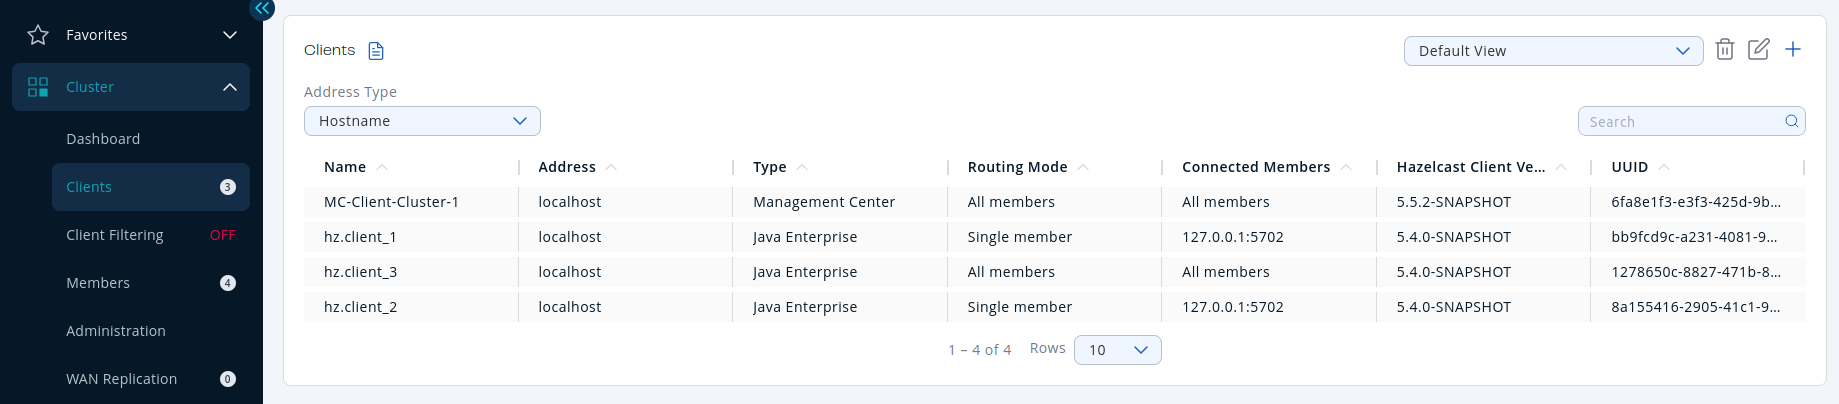 Favorites
Cluster
Dashboard
Clients 3
Client Filtering OFF
Members 4
Administration
WAN Replication 0
Clients
Default View
Address Type
Hostname
Search
Name Address Type Routing Mode Connected Members Hazelcast Client Ve... UUID
MC-Client-Cluster-1 localhost Management Center All members All members 5.5.2-SNAPSHOT 6fa8e1f3-e3f3-425d-9b...
hz.client_1 localhost Java Enterprise Single member 127.0.0.1:5702 5.4.0-SNAPSHOT bb9fcd9c-a231-4081-9...
hz.client_3 localhost Java Enterprise All members All members 5.4.0-SNAPSHOT 1278650c-8827-471b-8...
hz.client_2 localhost Java Enterprise Single member 127.0.0.1:5702 5.4.0-SNAPSHOT 8a155416-2905-41c1-9...
1 – 4 of 4 Rows 10